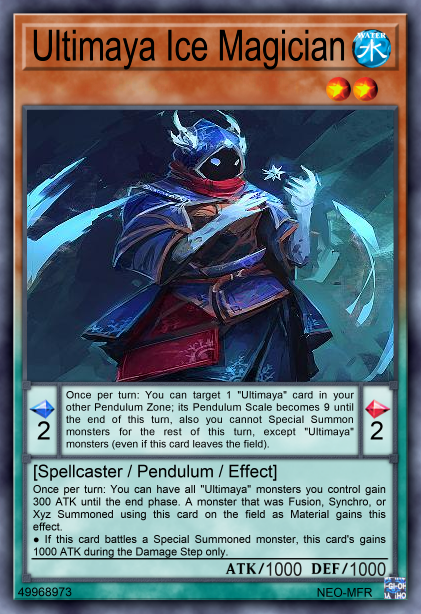 Ultimaya Ice Magician
WATER
水
Once per turn: You can target 1 "Ultimaya" card in your
other Pendulum Zone; its Pendulum Scale becomes 9 until
the end of this turn, also you cannot Special Summon
monsters for the rest of this turn, except "Ultimaya"
monsters (even if this card leaves the field).
2
2
[Spellcaster / Pendulum / Effect]
Once per turn: You can have all "Ultimaya" monsters you control gain
300 ATK until the end phase. A monster that was Fusion, Synchro, or
Xyz Summoned using this card on the field as Material gains this
effect.
● If this card battles a Special Summoned monster, this card's gains
1000 ATK during the Damage Step only.
ATK/1000 DEF/1000
49968973
NEO-MFR